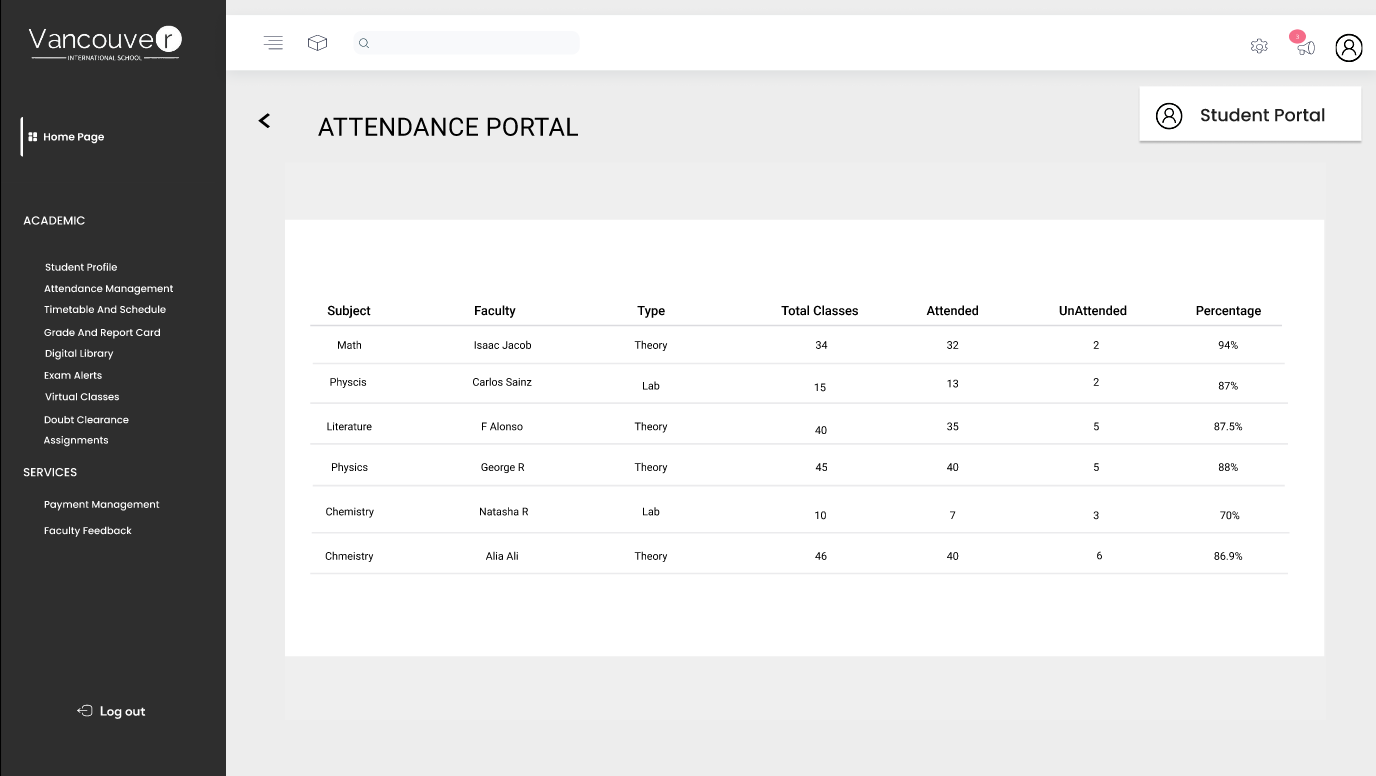 Vancouver
INTERNATIONAL SCHOOL
3
Home Page
ATTENDANCE PORTAL
Student Portal
ACADEMIC
Student Profile
Attendance Management
Timetable And Schedule
Grade And Report Card
Digital Library
Exam Alerts
Virtual Classes
Doubt Clearance
Assignments
SERVICES
Payment Management
Faculty Feedback
Log out
Subject Faculty Type Total Classes Attended UnAttended Percentage
Math Isaac Jacob Theory 34 32 2 94%
Physcis Carlos Sainz Lab 15 13 2 87%
Literature F Alonso Theory 40 35 5 87.5%
Physics George R Theory 45 40 5 88%
Chemistry Natasha R Lab 10 7 3 70%
Chmeistry Alia Ali Theory 46 40 6 86.9%